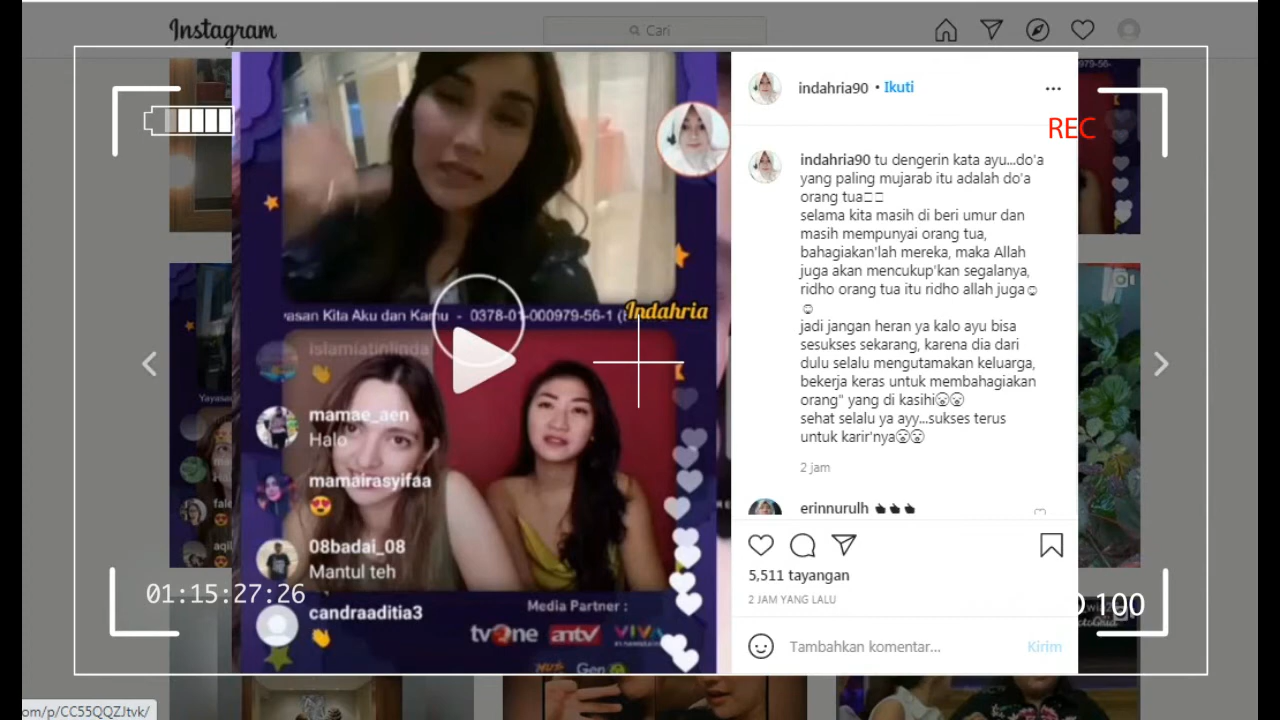 Instagram
Cari
indahria90 • Ikuti
REC
indahria90 tu dengerin kata ayu...do'a
yang paling mujarab itu adalah do'a
orang tua
selama kita masih di beri umur dan
masih mempunyai orang tua,
bahagiakan'lah mereka, maka Allah
juga akan mencukup'kan segalanya,
ridho orang tua itu ridho allah juga☺
☺
jadi jangan heran ya kalo ayu bisa
sesukses sekarang, karena dia dari
dulu selalu mengutamakan keluarga,
bekerja keras untuk membahagiakan
orang" yang di kasihi
sehat selalu ya ayy...sukses terus
untuk karir'nya
2 jam
erinnurulh
5,511 tayangan
2 JAM YANG LALU
Tambahkan komentar... Kirim
yasan Kita Aku dan Kamu - 0378-01-000979-56-1
Indahria
islamiatinlinda
mamae_aen
Halo
mamairasyifaa
08badai_08
Mantul teh
candraaditia3
Media Partner :
tvOne antv VIVA
Gen
979-56-
Yayasa
01:15:27:26
100
om/p/CC55QQZJtvk/